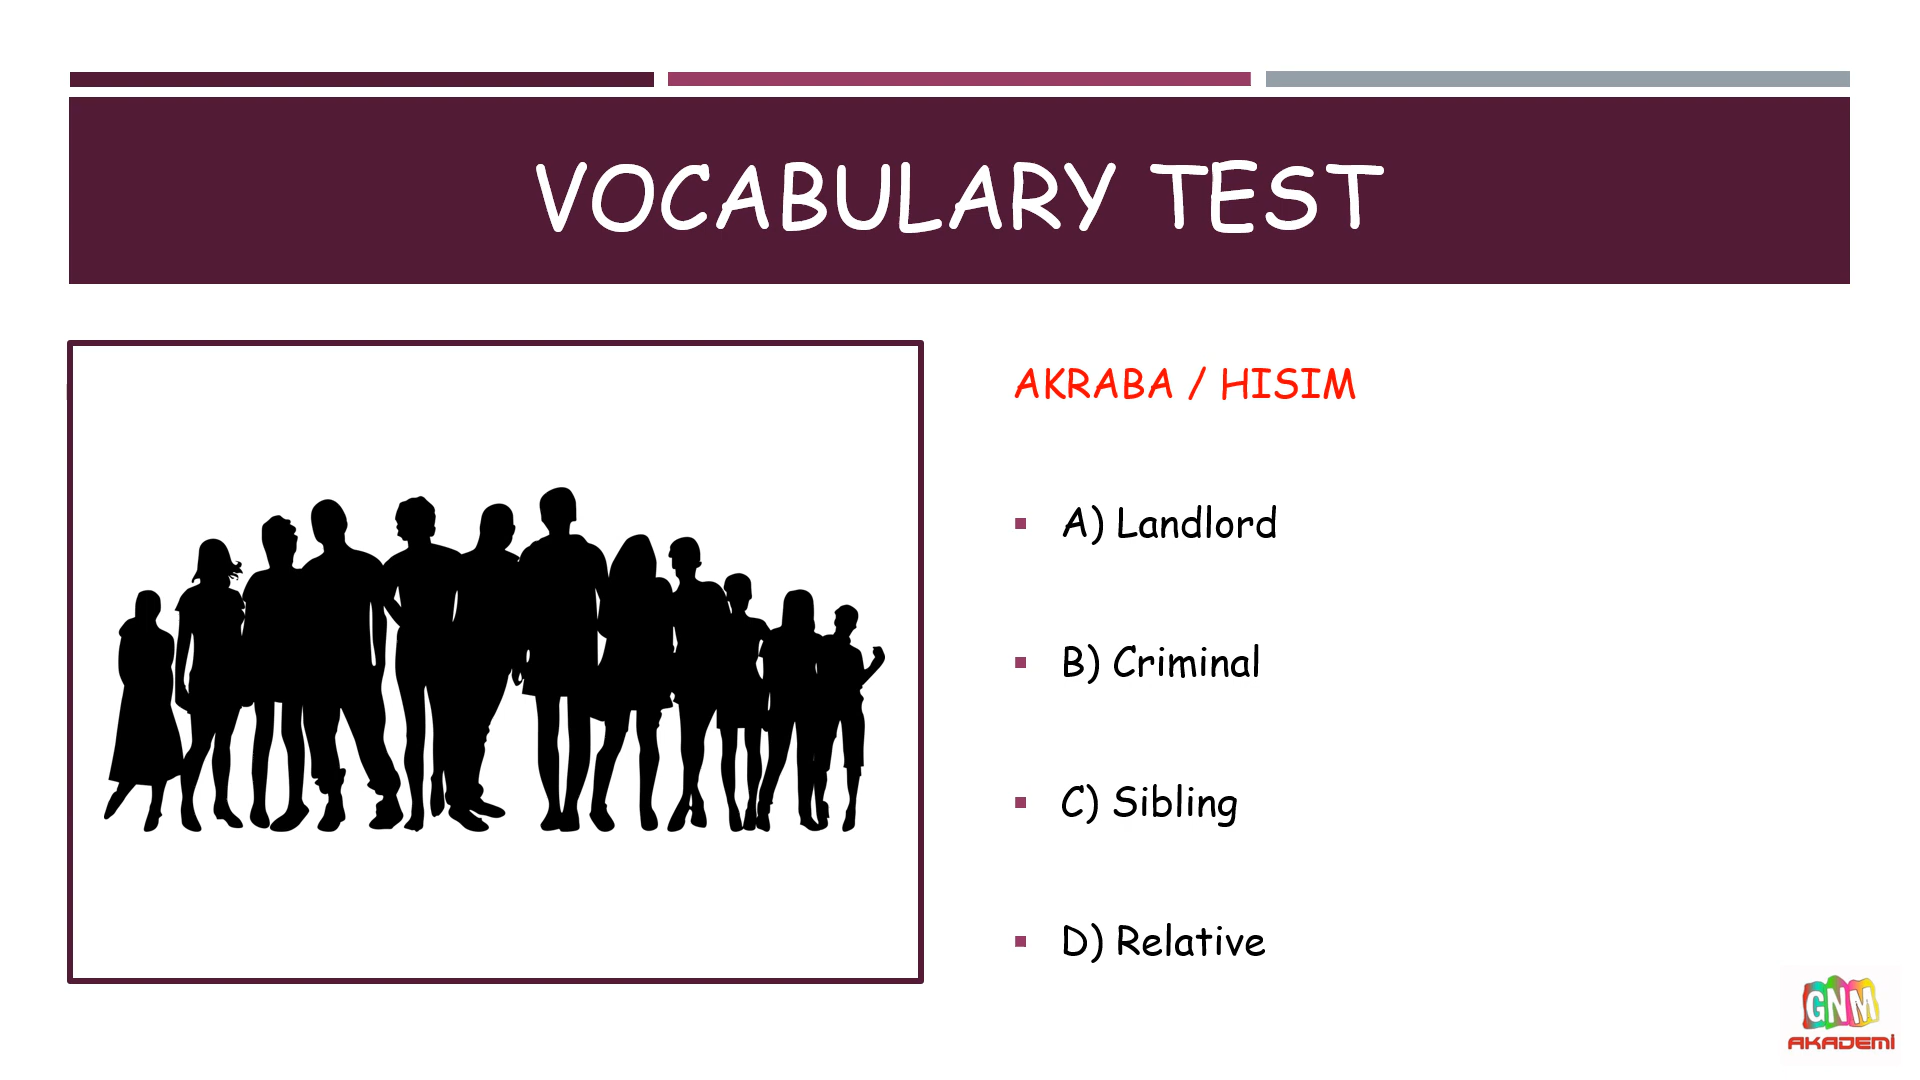 VOCABULARY TEST
AKRABA / HISIM
A) Landlord
B) Criminal
C) Sibling
D) Relative
GNM
AKADEMİ